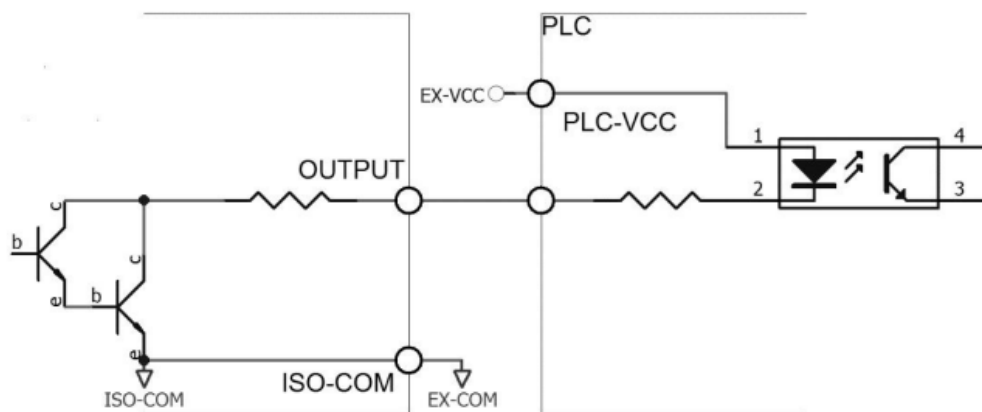 PLC
EX-VCC
PLC-VCC
1
4
OUTPUT
2
3
c
b
c
e
b
e
ISO-COM
ISO-COM
EX-COM